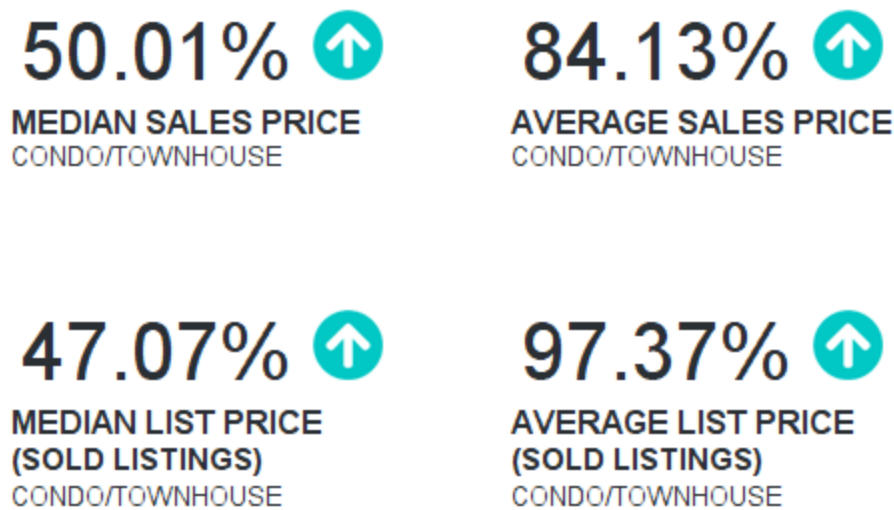 50.01%
MEDIAN SALES PRICE
CONDO/TOWNHOUSE
84.13%
AVERAGE SALES PRICE
CONDO/TOWNHOUSE
47.07%
MEDIAN LIST PRICE
(SOLD LISTINGS)
CONDO/TOWNHOUSE
97.37%
AVERAGE LIST PRICE
(SOLD LISTINGS)
CONDO/TOWNHOUSE